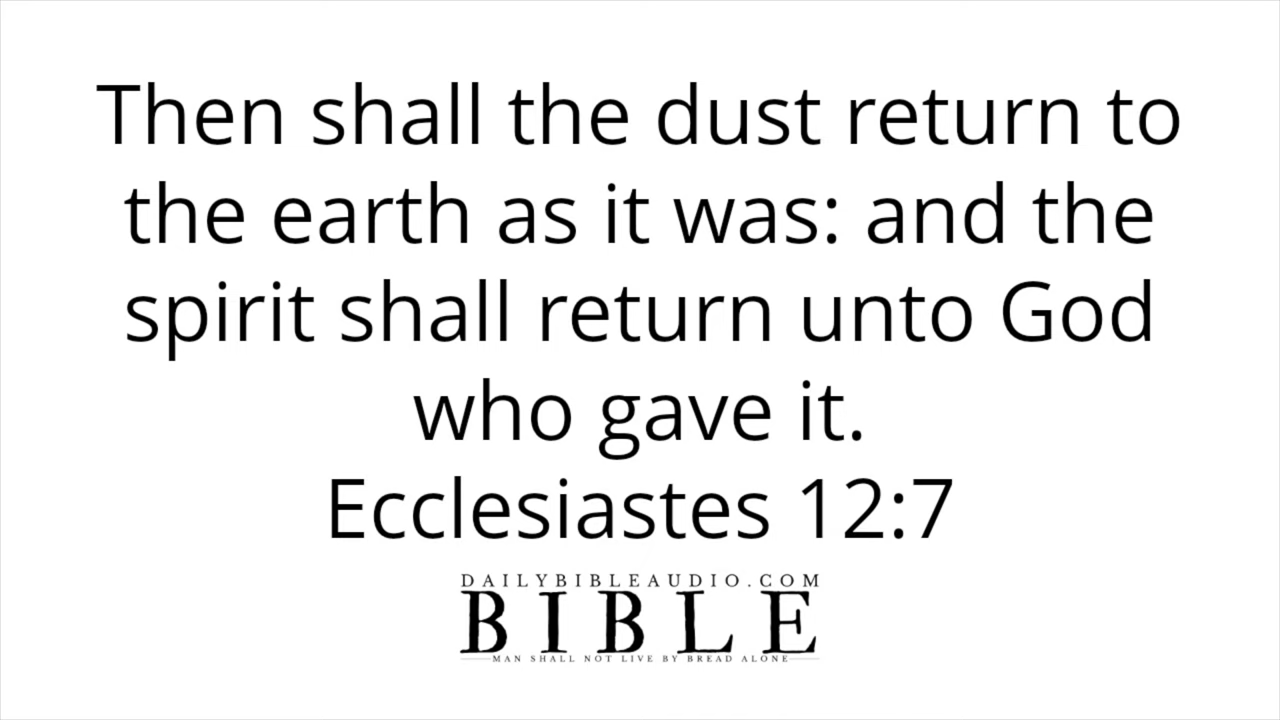 Then shall the dust return to
the earth as it was: and the
spirit shall return unto God
who gave it.
Ecclesiastes 12:7
DAILYBIBLEAUDIO.COM
BIBLE
MAN SHALL NOT LIVE BY BREAD ALONE